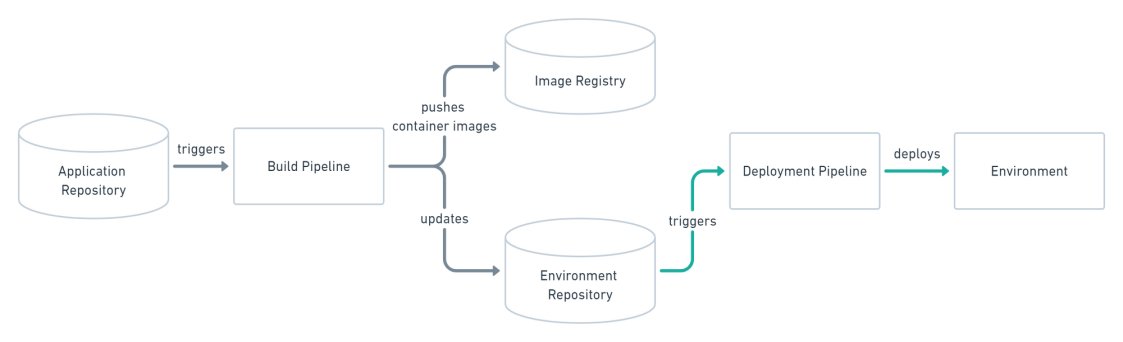 Application
Repository
triggers
Build Pipeline
pushes
container images
Image Registry
updates
Environment
Repository
triggers
Deployment Pipeline
deploys
Environment